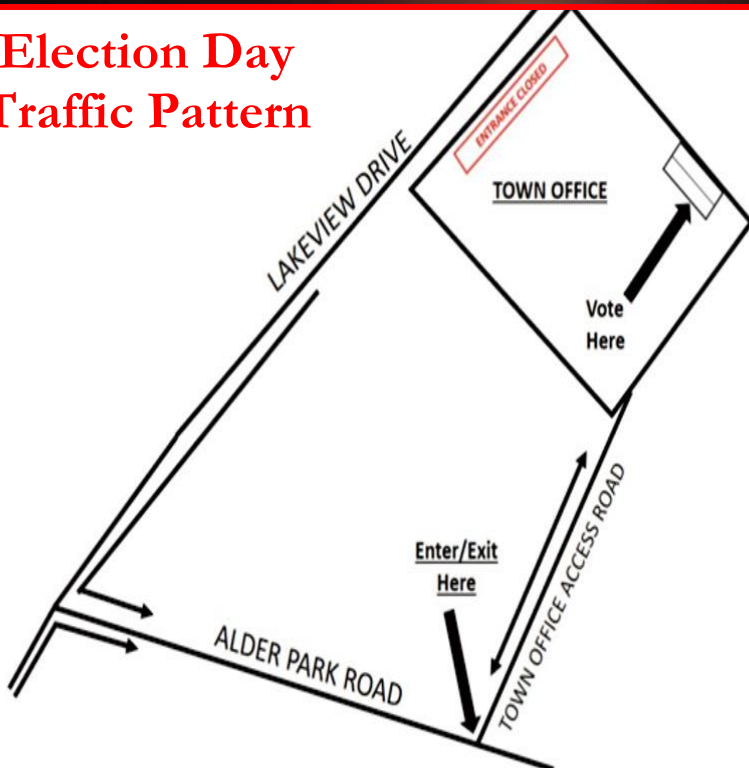 Election Day
Traffic Pattern
ENTRANCE CLOSED
LAKEVIEW DRIVE
TOWN OFFICE
Vote
Here
Enter/Exit
Here
TOWN OFFICE ACCESS ROAD
ALDER PARK ROAD